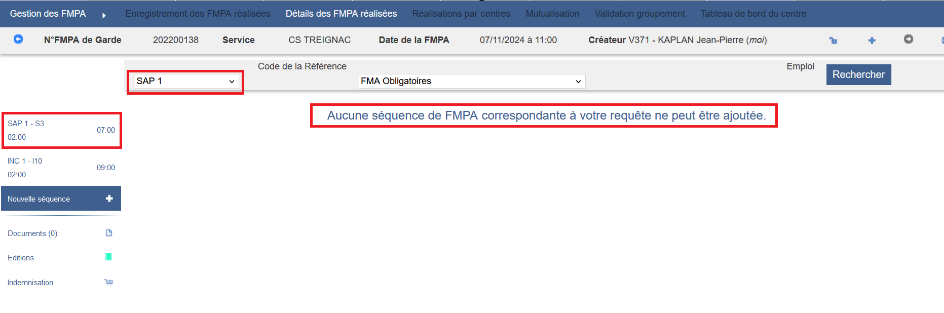 Gestion des FMPA Enregistrement des FMPA réalisées Détails des FMPA réalisées Réalisations par centres Mutualisation Validation groupement Tableau de bord du centre
N°FMPA de Garde 202200138 Service CS TREIGNAC Date de la FMPA 07/11/2024 à 11:00 Créateur V371 - KAPLAN Jean-Pierre (moi)
Code de la Référence Emploi
SAP 1 FMA Obligatoires Rechercher
Aucune séquence de FMPA correspondante à votre requête ne peut être ajoutée.
SAP 1 - S3 07:00
02:00
INC 1 - I10 09:00
02:00
Nouvelle séquence
Documents (0)
Editions
Indemnisation